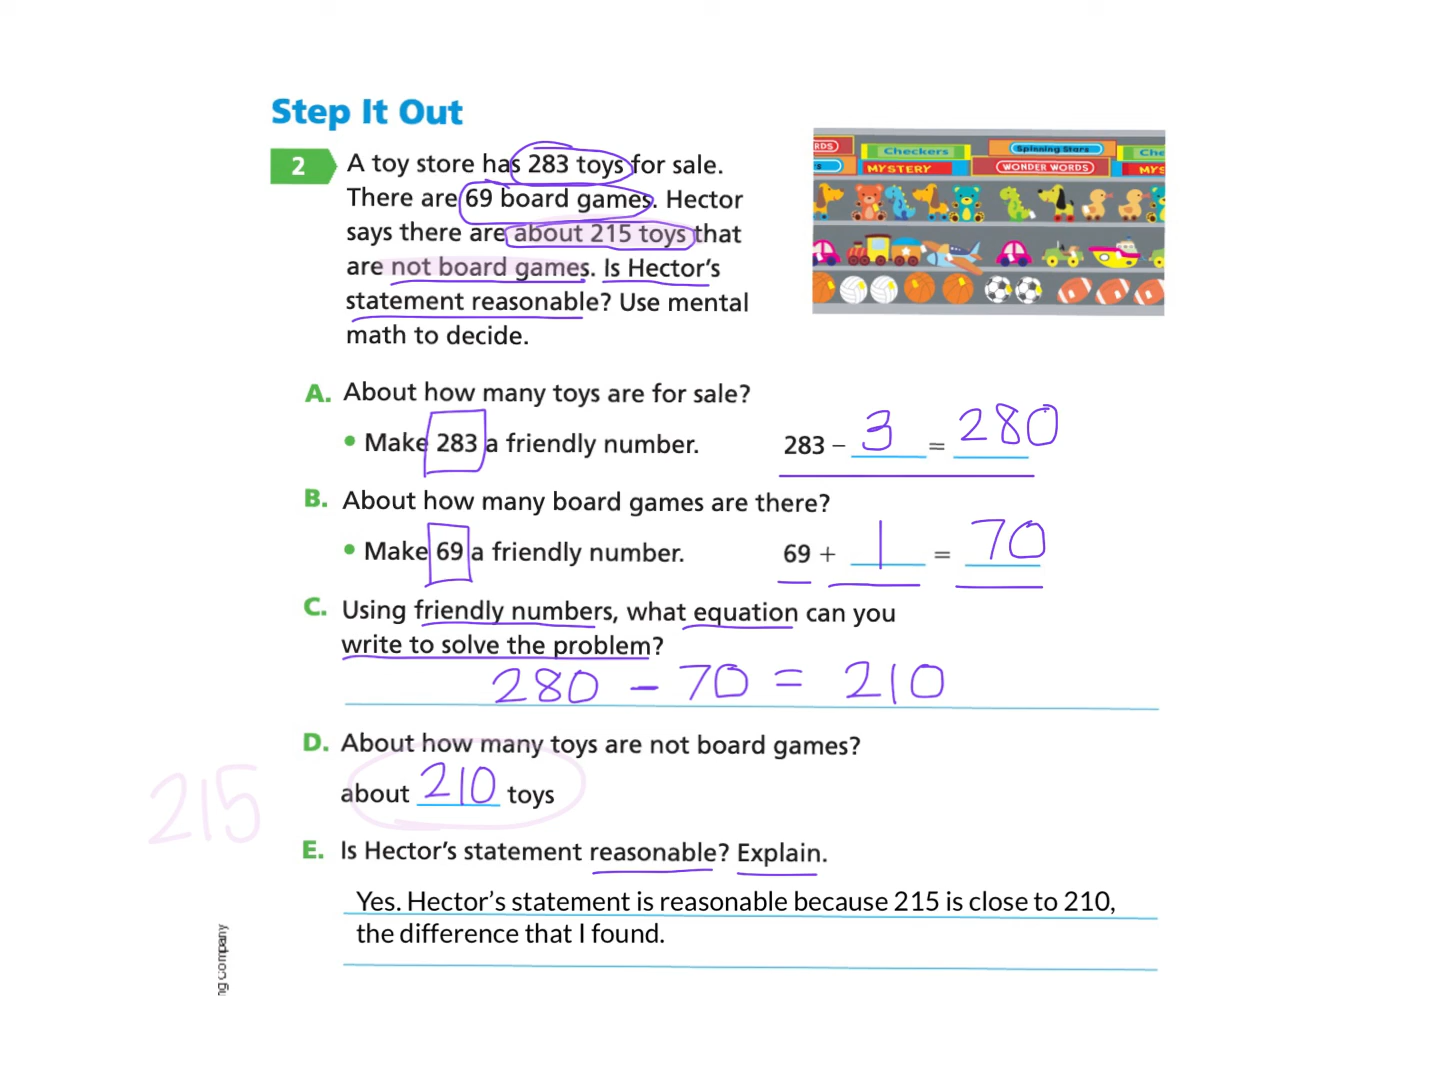 Step It Out
2 A toy store has 283 toys for sale.
There are 69 board games. Hector
says there are about 215 toys that
are not board games. Is Hector's
statement reasonable? Use mental
math to decide.
RDS
Checkers
Spinning Stars
Che
s
MYSTERY
WONDER WORDS
MYS
A. About how many toys are for sale?
• Make 283 a friendly number. 283 − 3 = 280
B. About how many board games are there?
• Make 69 a friendly number. 69 + 1 = 70
C. Using friendly numbers, what equation can you
write to solve the problem?
280 − 70 = 210
D. About how many toys are not board games?
215
about 210 toys
E. Is Hector's statement reasonable? Explain.
Yes. Hector's statement is reasonable because 215 is close to 210,
the difference that I found.
ng Company